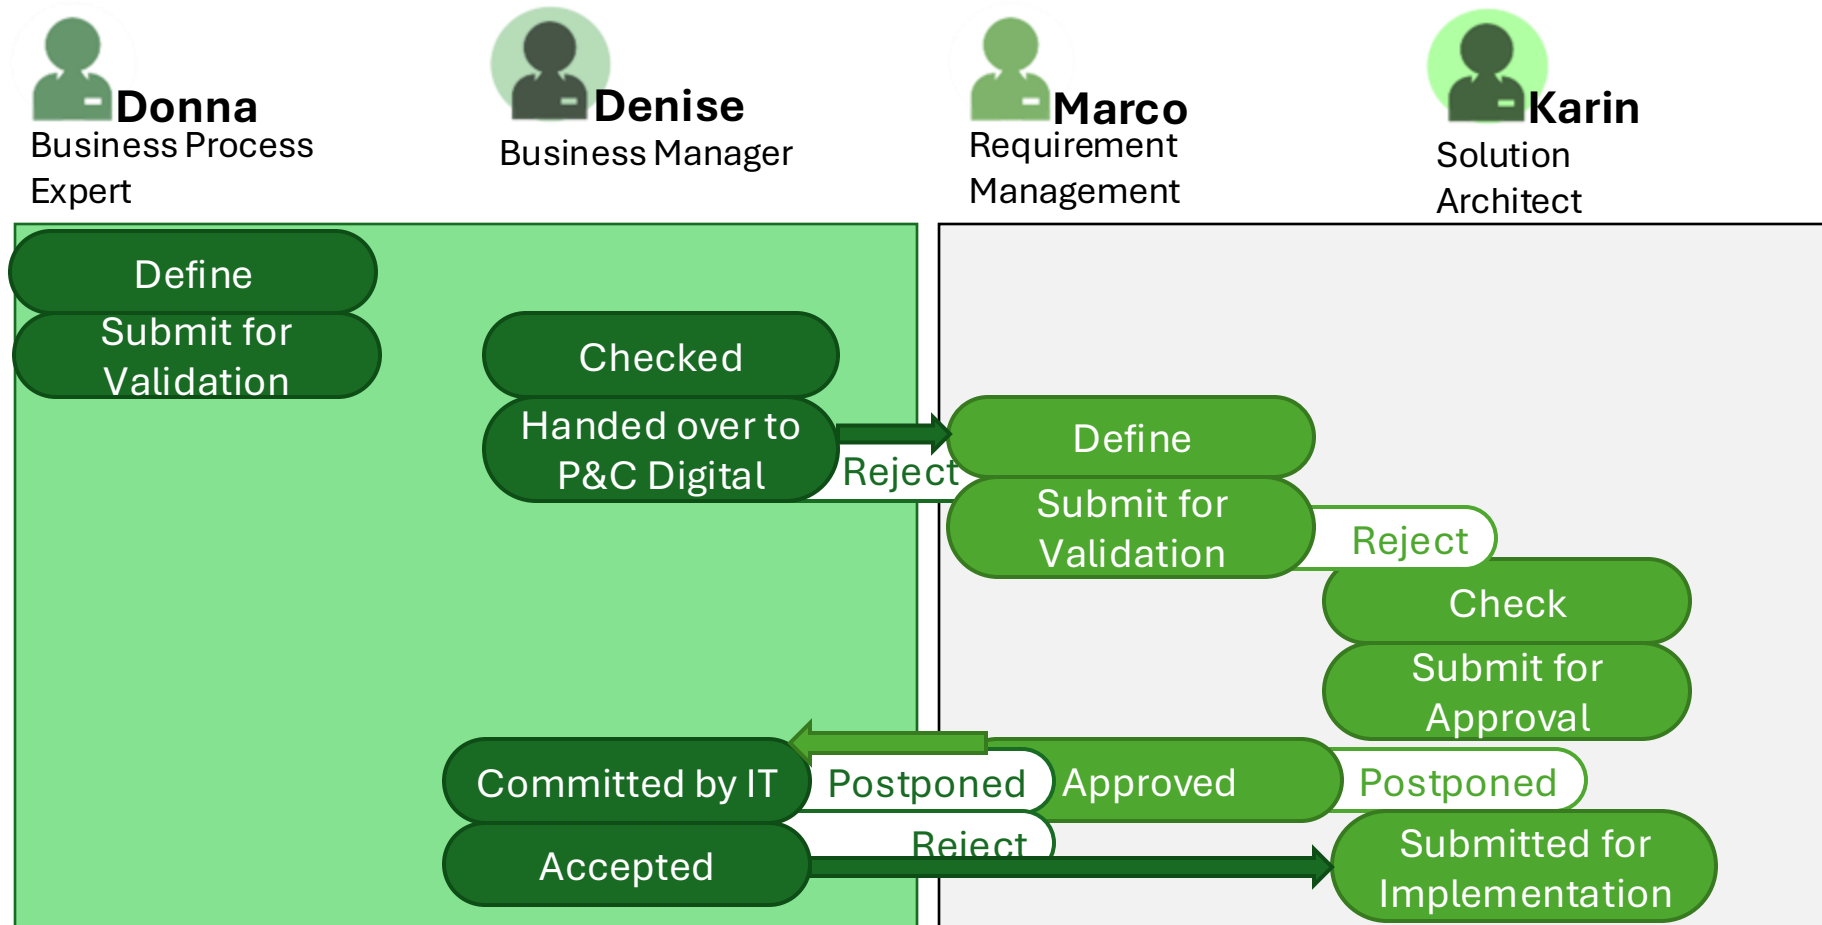 Donna
Business Process
Expert
Denise
Business Manager
Marco
Requirement
Management
Karin
Solution
Architect
Define
Submit for
Validation
Checked
Handed over to
P&C Digital
Reject
Define
Submit for
Validation
Reject
Check
Submit for
Approval
Committed by IT
Postponed
Approved
Postponed
Reject
Accepted
Submitted for
Implementation